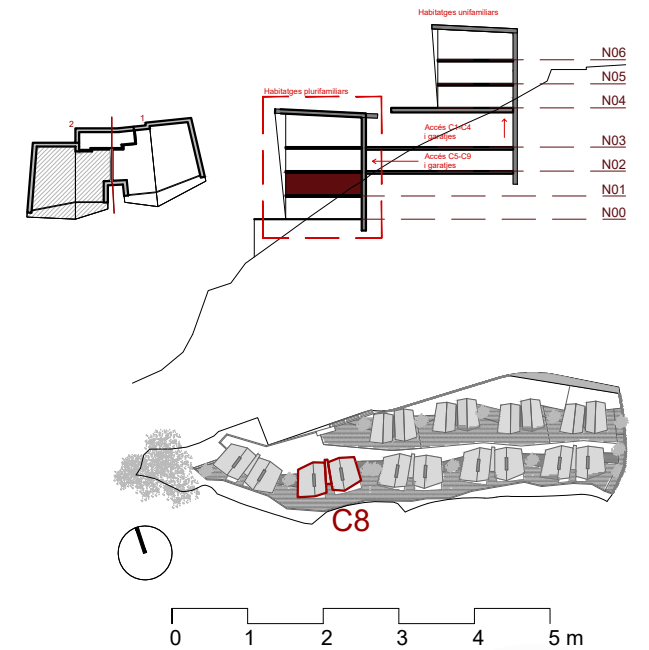 Habitatges unifamiliars
N06
N05
Habitatges plurifamiliars
N04
2
1
Accés C1-C4
i garatjes
N03
Accés C5-C9
i garatjes
N02
N01
N00
C8
0 1 2 3 4 5 m